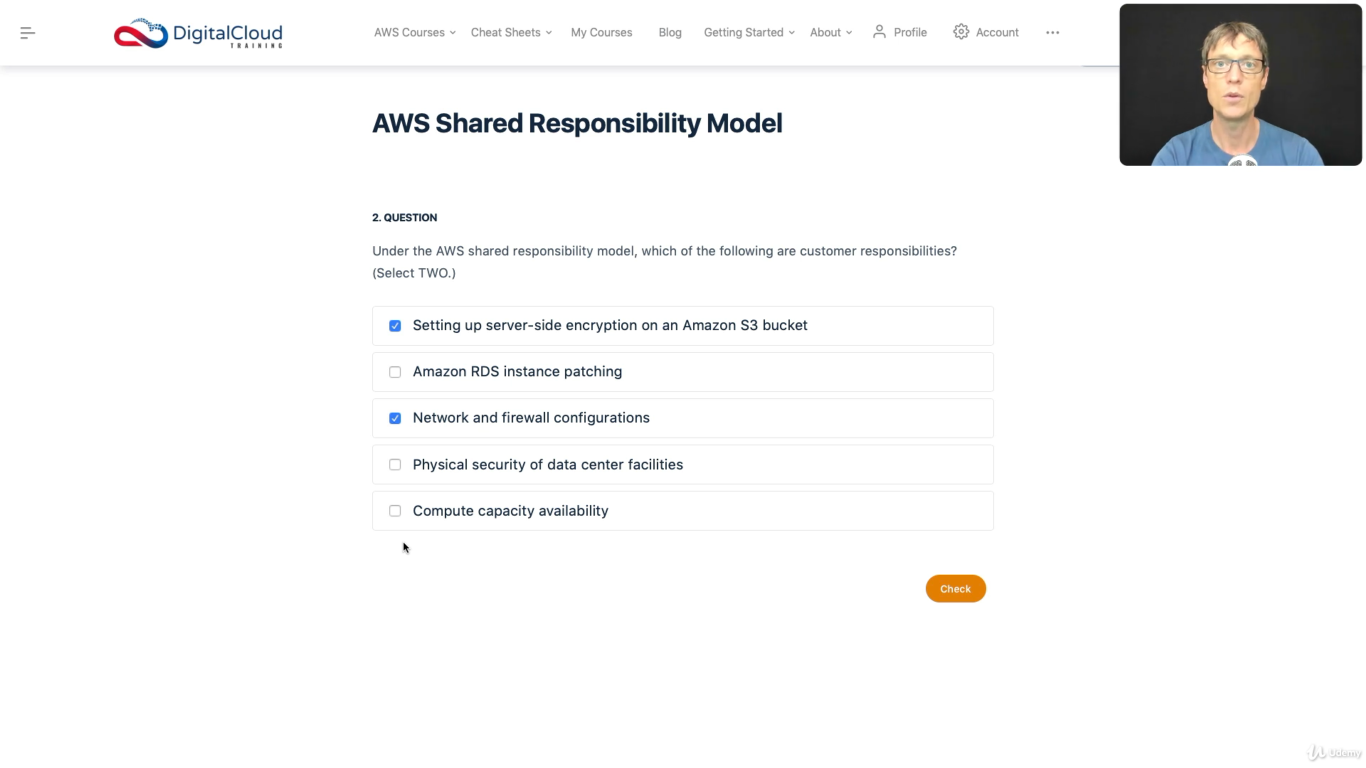 DigitalCloud
TRAINING
AWS Courses
Cheat Sheets
My Courses
Blog
Getting Started
About
Profile
Account
AWS Shared Responsibility Model
2. QUESTION
Under the AWS shared responsibility model, which of the following are customer responsibilities?
(Select TWO.)
Setting up server-side encryption on an Amazon S3 bucket
Amazon RDS instance patching
Network and firewall configurations
Physical security of data center facilities
Compute capacity availability
Check
Udemy